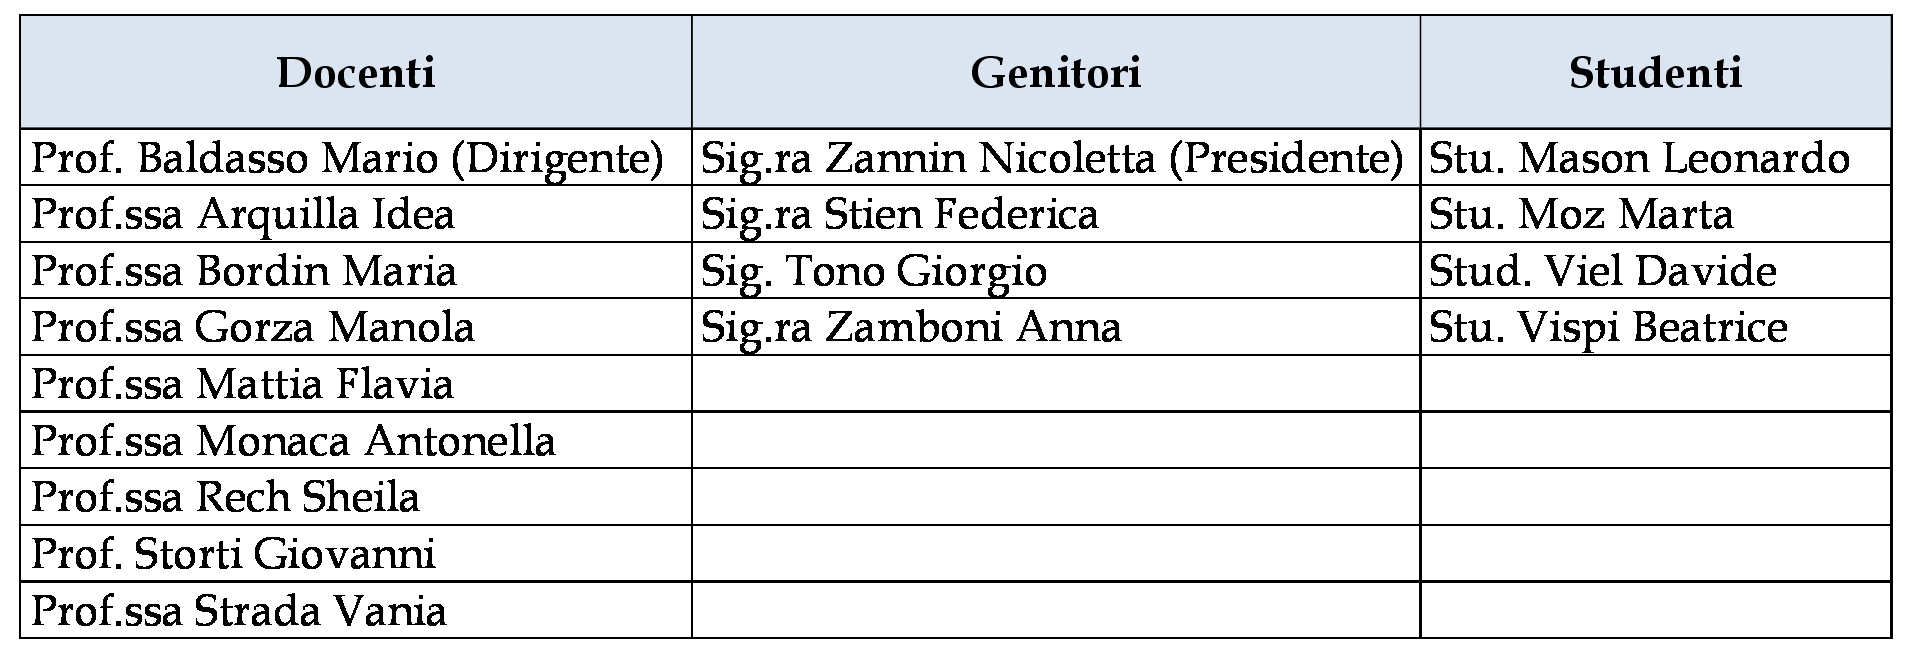 Docenti Genitori Studenti
Prof. Baldasso Mario (Dirigente) Sig.ra Zannin Nicoletta (Presidente) Stu. Mason Leonardo
Prof.ssa Arquilla Idea Sig.ra Stien Federica Stu. Moz Marta
Prof.ssa Bordin Maria Sig. Tono Giorgio Stud. Viel Davide
Prof.ssa Gorza Manola Sig.ra Zamboni Anna Stu. Vispi Beatrice
Prof.ssa Mattia Flavia
Prof.ssa Monaca Antonella
Prof.ssa Rech Sheila
Prof. Storti Giovanni
Prof.ssa Strada Vania